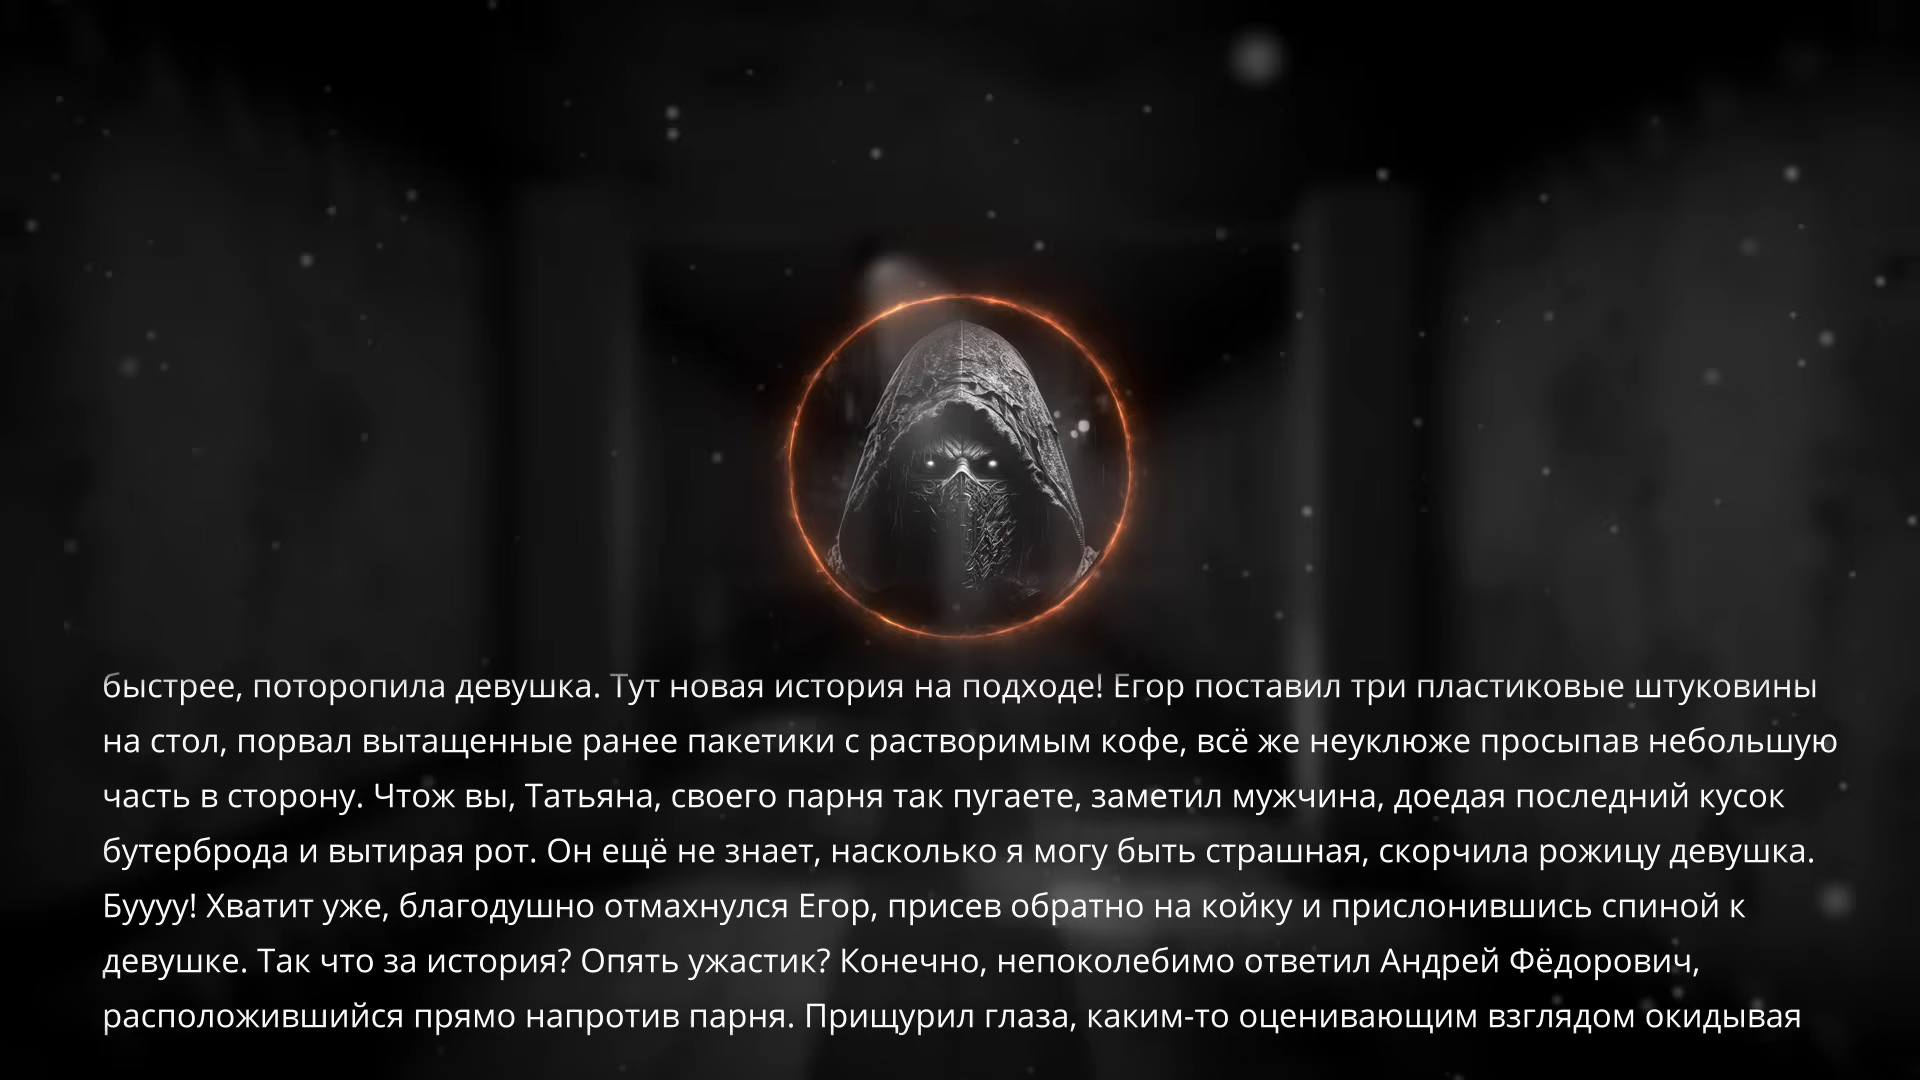 быстрее, поторопила девушка. Тут новая история на подходе! Егор поставил три пластиковые штуковины
на стол, порвал вытащенные ранее пакетики с растворимым кофе, всё же неуклюже просыпав небольшую
часть в сторону. Чтож вы, Татьяна, своего парня так пугаете, заметил мужчина, доедая последний кусок
бутерброда и вытирая рот. Он ещё не знает, насколько я могу быть страшная, скорчила рожицу девушка.
Буууу! Хватит уже, благодушно отмахнулся Егор, присев обратно на койку и прислонившись спиной к
девушке. Так что за история? Опять ужастик? Конечно, непоколебимо ответил Андрей Фёдорович,
расположившийся прямо напротив парня. Прищурил глаза, каким-то оценивающим взглядом окидывая